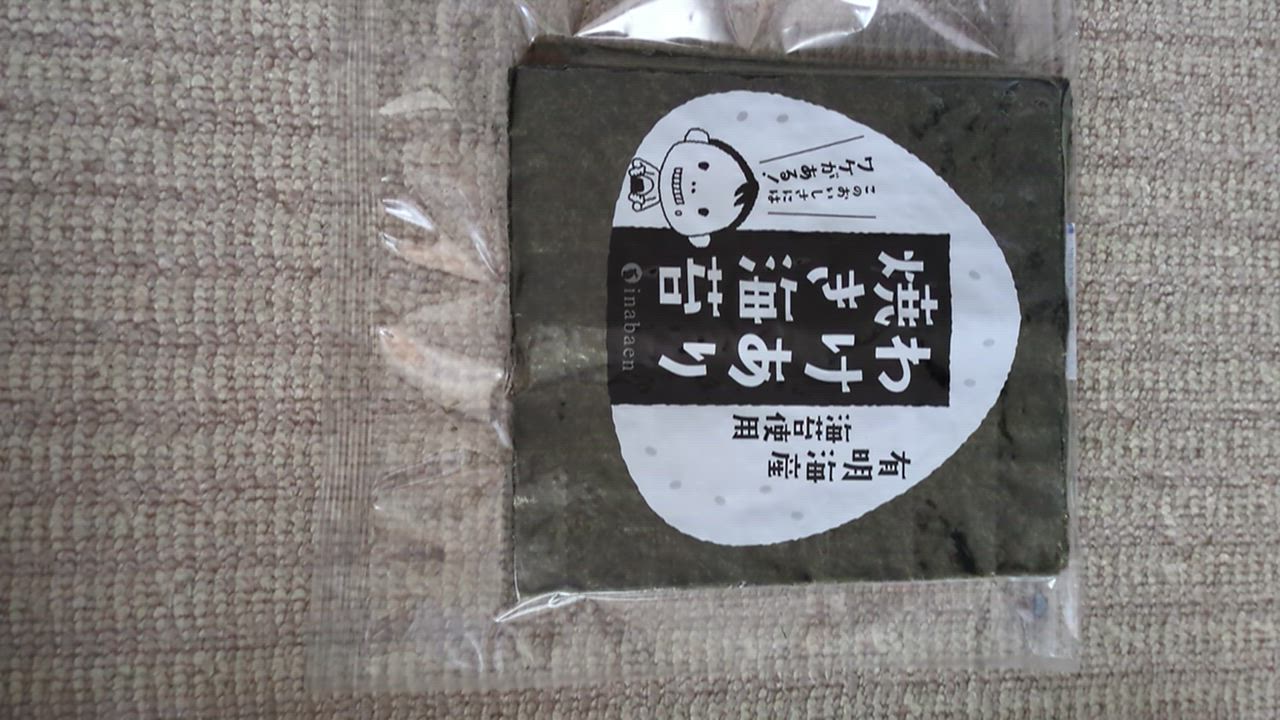 有明海産
海苔使用
わけあり
焼き海苔
このおいしさには
ワケがある!
inabaen